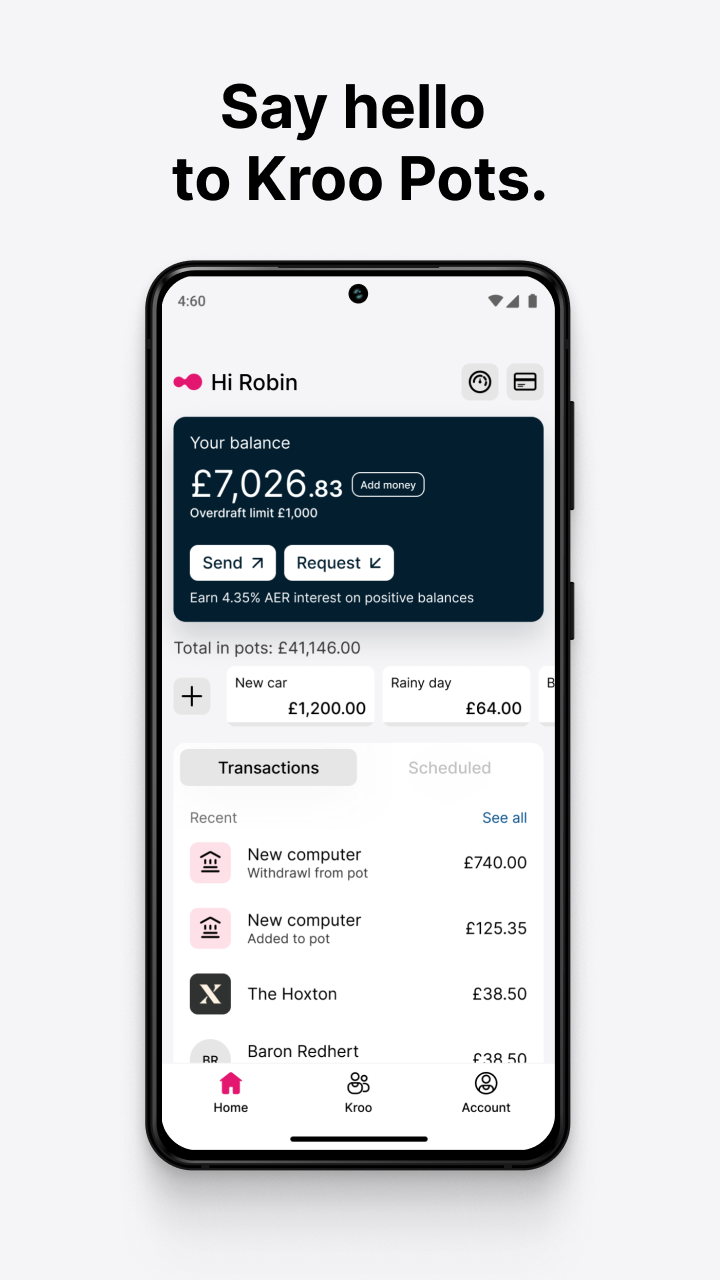 Say hello
to Kroo Pots.
4:60
Hi Robin
Your balance
£7,026.83 Add money
Overdraft limit £1,000
Send Request
Earn 4.35% AER interest on positive balances
Total in pots: £41,146.00
New car Rainy day B
£1,200.00 £64.00
Transactions Scheduled
Recent See all
New computer
Withdrawl from pot £740.00
New computer
Added to pot £125.35
X The Hoxton £38.50
BR Baron Redhert £38.50
Home Kroo Account